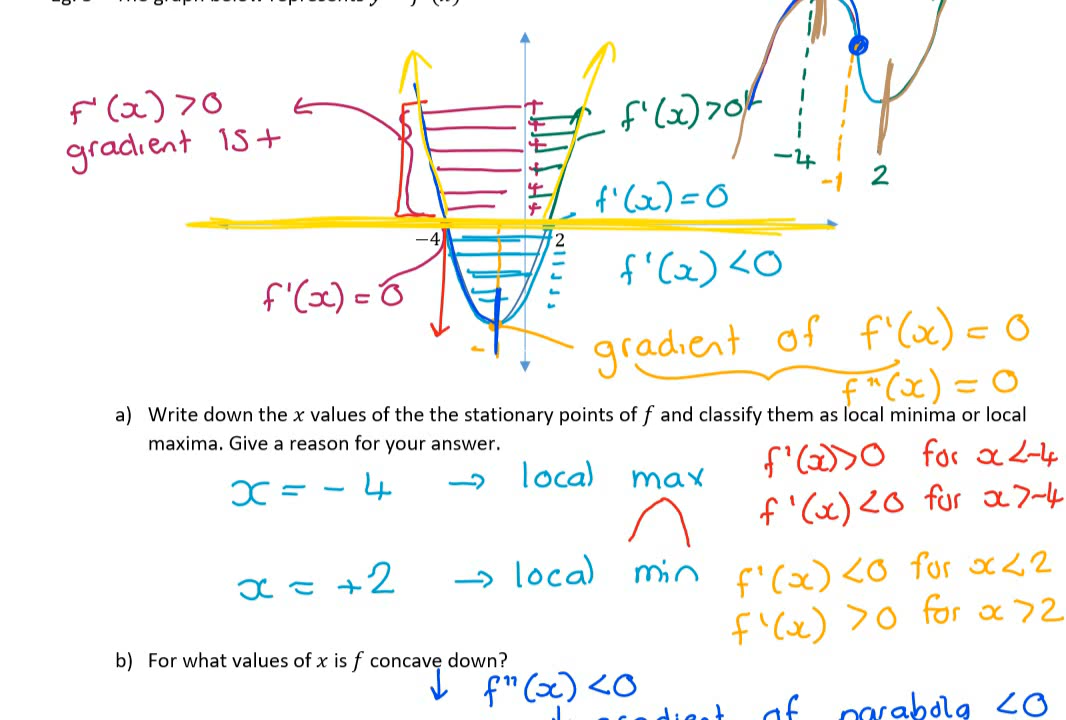 f'(x) >0
gradient is +
f'(x) >0
-4
-1
2
f'(x) = 0
−4
2
f'(x) <0
f'(x) = 0
-1
gradient of f'(x) = 0
f"(x) = 0
a) Write down the x values of the the stationary points of f and classify them as local minima or local
maxima. Give a reason for your answer.
x = - 4 → local max
f'(x)>0 for x<-4
f'(x) <0 for x>-4
x = +2 → local min
f'(x) <0 for x<2
f'(x) >0 for x >2
b) For what values of x is f concave down?
↓ f"(x) <0
gradient of parabola <0